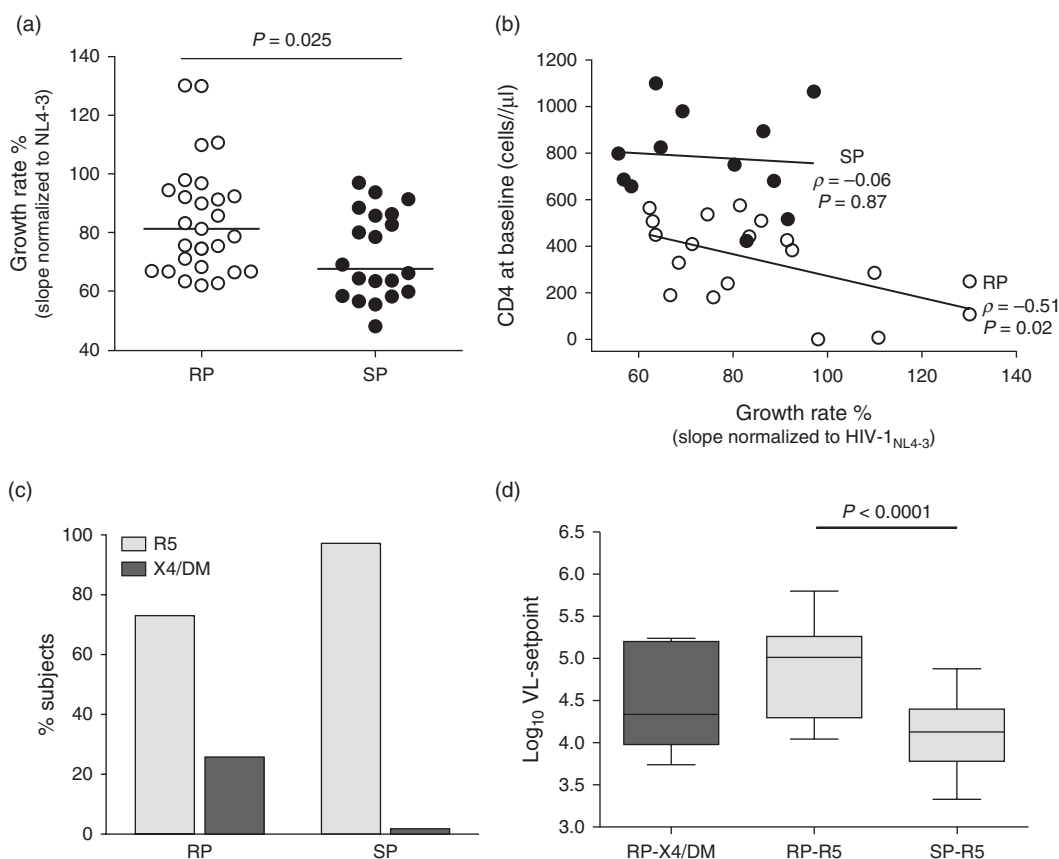 (a)
P = 0.025
140
120
100
80
60
40
Growth rate %
(slope normalized to NL4-3)
RP
SP
(b)
1200
1000
800
600
400
200
0
CD4 at baseline (cells//µl)
SP
ρ = –0.06
P = 0.87
RP
ρ = –0.51
P = 0.02
60
80
100
120
140
Growth rate %
(slope normalized to HIV-1NL4-3)
(c)
100
80
60
40
20
0
% subjects
R5
X4/DM
RP
SP
(d)
P < 0.0001
6.5
6.0
5.5
5.0
4.5
4.0
3.5
3.0
Log10 VL-setpoint
RP-X4/DM
RP-R5
SP-R5